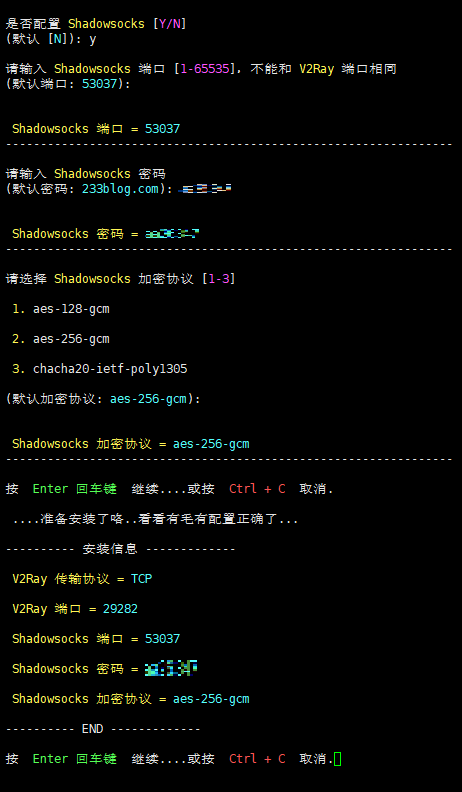 是否配置 Shadowsocks [Y/N]
(默认 [N]): y
请输入 Shadowsocks 端口 [1-65535], 不能和 V2Ray 端口相同
(默认端口: 53037):
Shadowsocks 端口 = 53037
----------------------------------------------------------------
请输入 Shadowsocks 密码
(默认密码: 233blog.com):
Shadowsocks 密码 =
----------------------------------------------------------------
请选择 Shadowsocks 加密协议 [1-3]
1. aes-128-gcm
2. aes-256-gcm
3. chacha20-ietf-poly1305
(默认加密协议: aes-256-gcm):
Shadowsocks 加密协议 = aes-256-gcm
----------------------------------------------------------------
按 Enter 回车键 继续....或按 Ctrl + C 取消.
....准备安装了咯..看看有毛有配置正确了...
---------- 安装信息 -------------
V2Ray 传输协议 = TCP
V2Ray 端口 = 29282
Shadowsocks 端口 = 53037
Shadowsocks 密码 =
Shadowsocks 加密协议 = aes-256-gcm
---------- END -------------
按 Enter 回车键 继续....或按 Ctrl + C 取消.